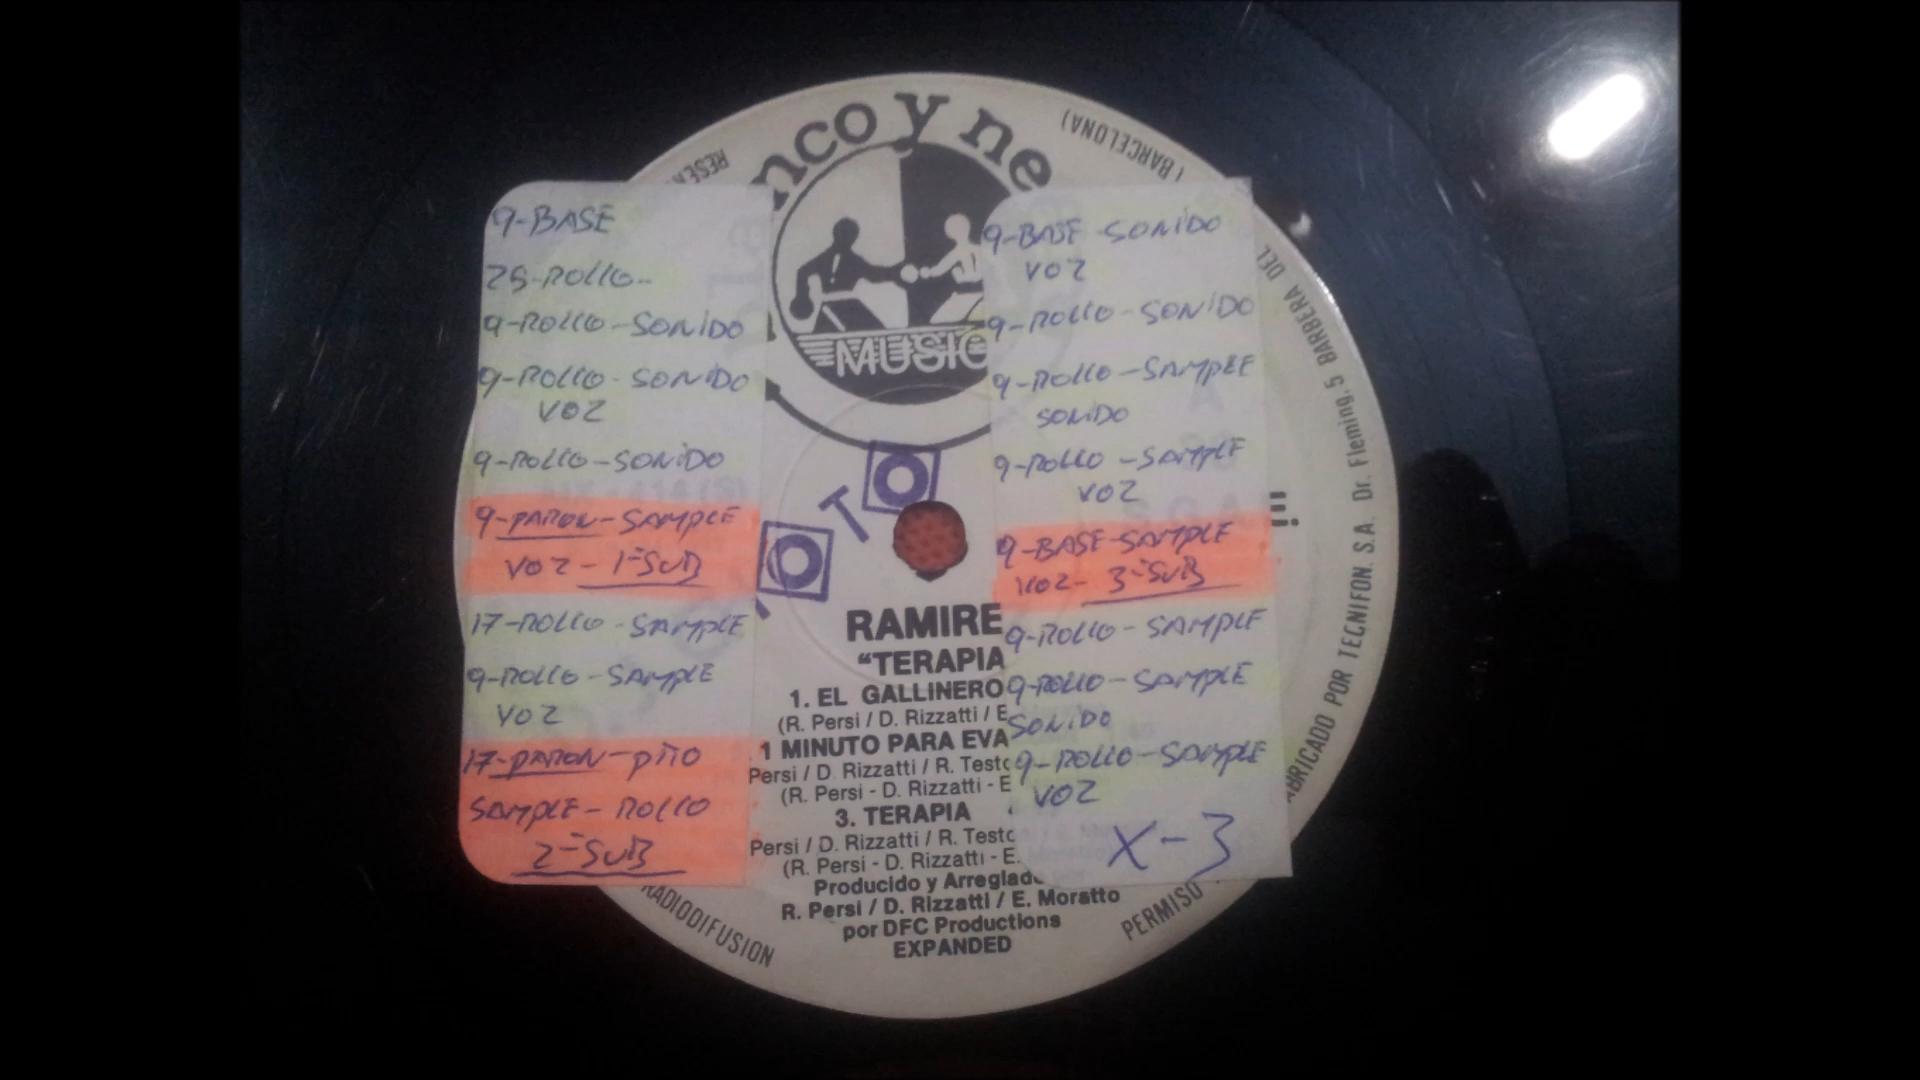 nco y ne
MUSIC
(BARCELONA)
BARBERA DEL
Dr. Fleming, 5
FABRICADO POR TECNIFON. S.A.
PERMISO
RADIODIFUSION
RESER
9-BASE
25-ROLLO-
9-ROLLO-SONIDO
9-ROLLO-SONIDO
VOZ
9-ROLLO-SONIDO
9-PARON-SAMPLE
VOZ-1-SUB
17-ROLLO-SAMPLE
9-ROLLO-SAMPLE
VOZ
17-PARON-PITO
SAMPLE-ROLLO
2-SUB
9-BASE-SONIDO
VOZ
9-ROLLO-SONIDO
9-ROLLO-SAMPLE
SONIDO
9-ROLLO-SAMPLE
VOZ
9-BASE-SAMPLE
VOZ-3-SUB
9-ROLLO-SAMPLE
9-ROLLO-SAMPLE
SONIDO
9-ROLLO-SAMPLE
VOZ
X-3
OTO
RAMIRE
"TERAPIA
1. EL GALLINERO
(R. Persi / D. Rizzatti / E
1 MINUTO PARA EVA
Persi / D. Rizzatti / R. Testo
(R. Persi - D. Rizzatti - E
3. TERAPIA
Persi / D. Rizzatti / R. Testo
(R. Persi - D. Rizzatti - E.
Producido y Arreglado
R. Persi / D. Rizzatti / E. Moratto
por DFC Productions
EXPANDED